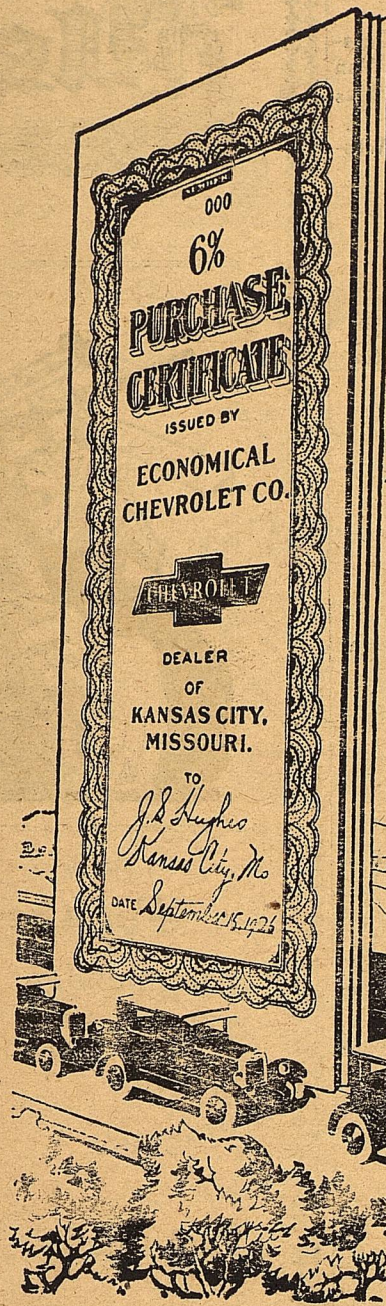 NUMBER
000
6%
PURCHASE
CERTIFICATE
ISSUED BY
ECONOMICAL
CHEVROLET CO.
CHEVROLET
DEALER
OF
KANSAS CITY,
MISSOURI.
TO
J. S. Hughes
Kansas City, Mo
DATE September 15, 1926